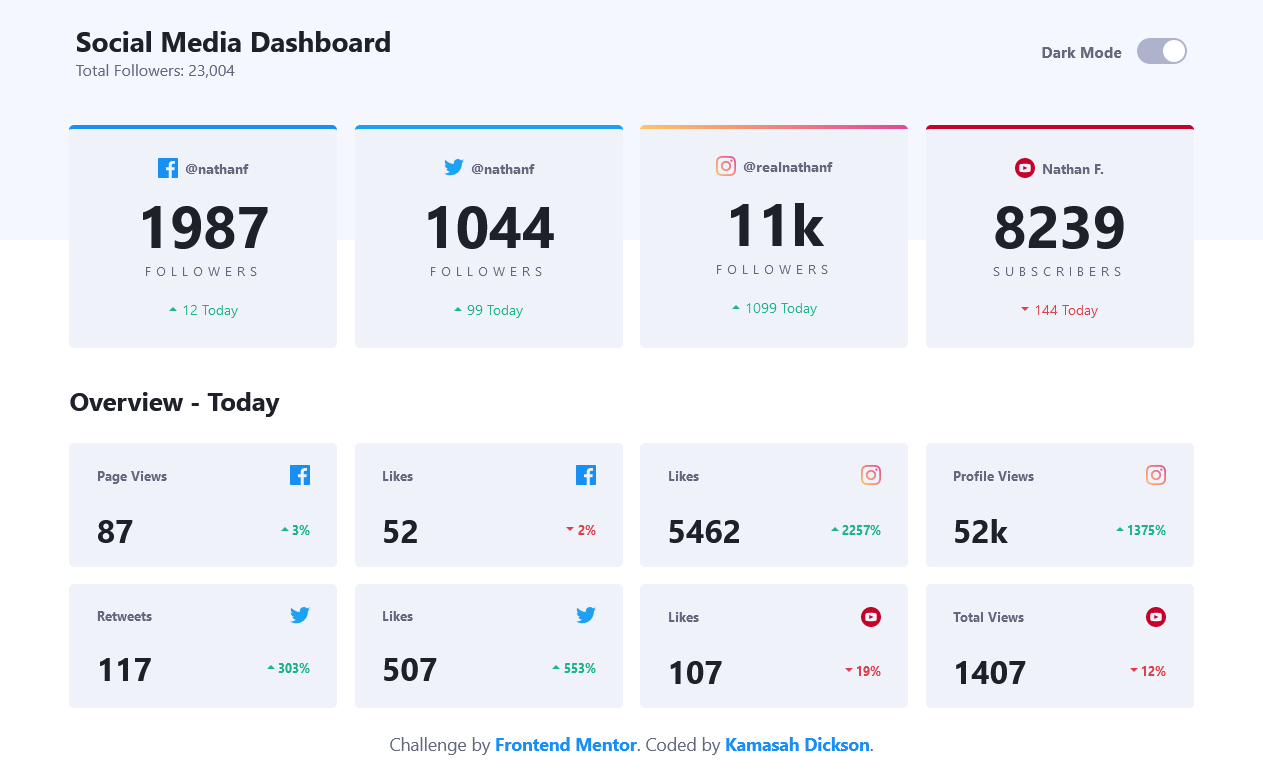 Social Media Dashboard
Total Followers: 23,004
Dark Mode
@nathanf
1987
FOLLOWERS
12 Today
@nathanf
1044
FOLLOWERS
99 Today
@realnathanf
11k
FOLLOWERS
1099 Today
Nathan F.
8239
SUBSCRIBERS
144 Today
Overview - Today
Page Views
87
3%
Likes
52
2%
Likes
5462
2257%
Profile Views
52k
1375%
Retweets
117
303%
Likes
507
553%
Likes
107
19%
Total Views
1407
12%
Challenge by Frontend Mentor. Coded by Kamasah Dickson.